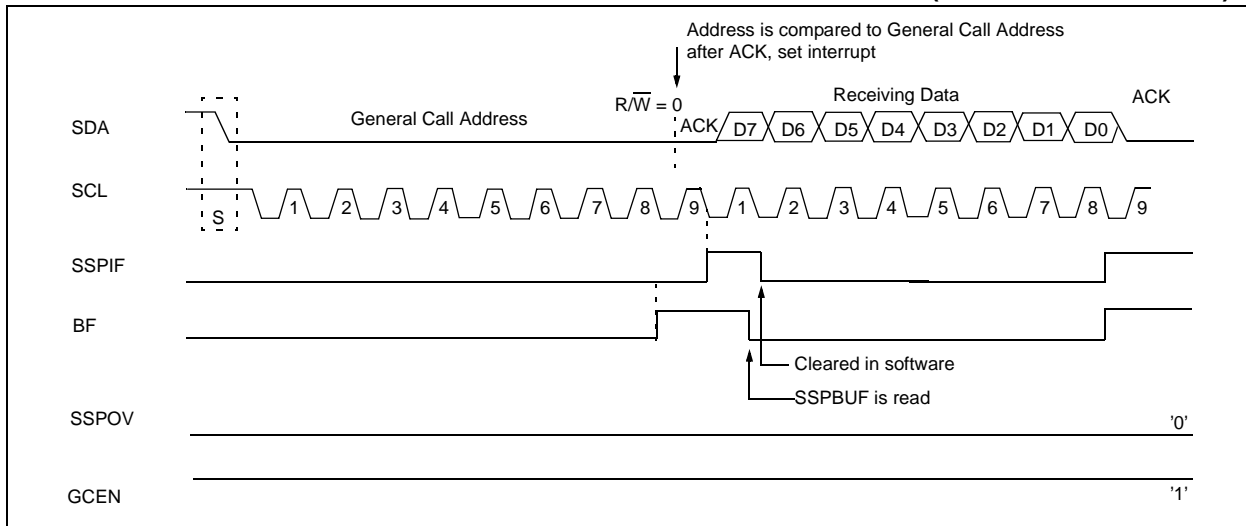 Address is compared to General Call Address
after ACK, set interrupt
R/W̅ = 0
Receiving Data
ACK
SDA
General Call Address
ACK
D7
D6
D5
D4
D3
D2
D1
D0
SCL
S
1
2
3
4
5
6
7
8
9
1
2
3
4
5
6
7
8
9
SSPIF
BF
Cleared in software
SSPBUF is read
SSPOV
'0'
GCEN
'1'